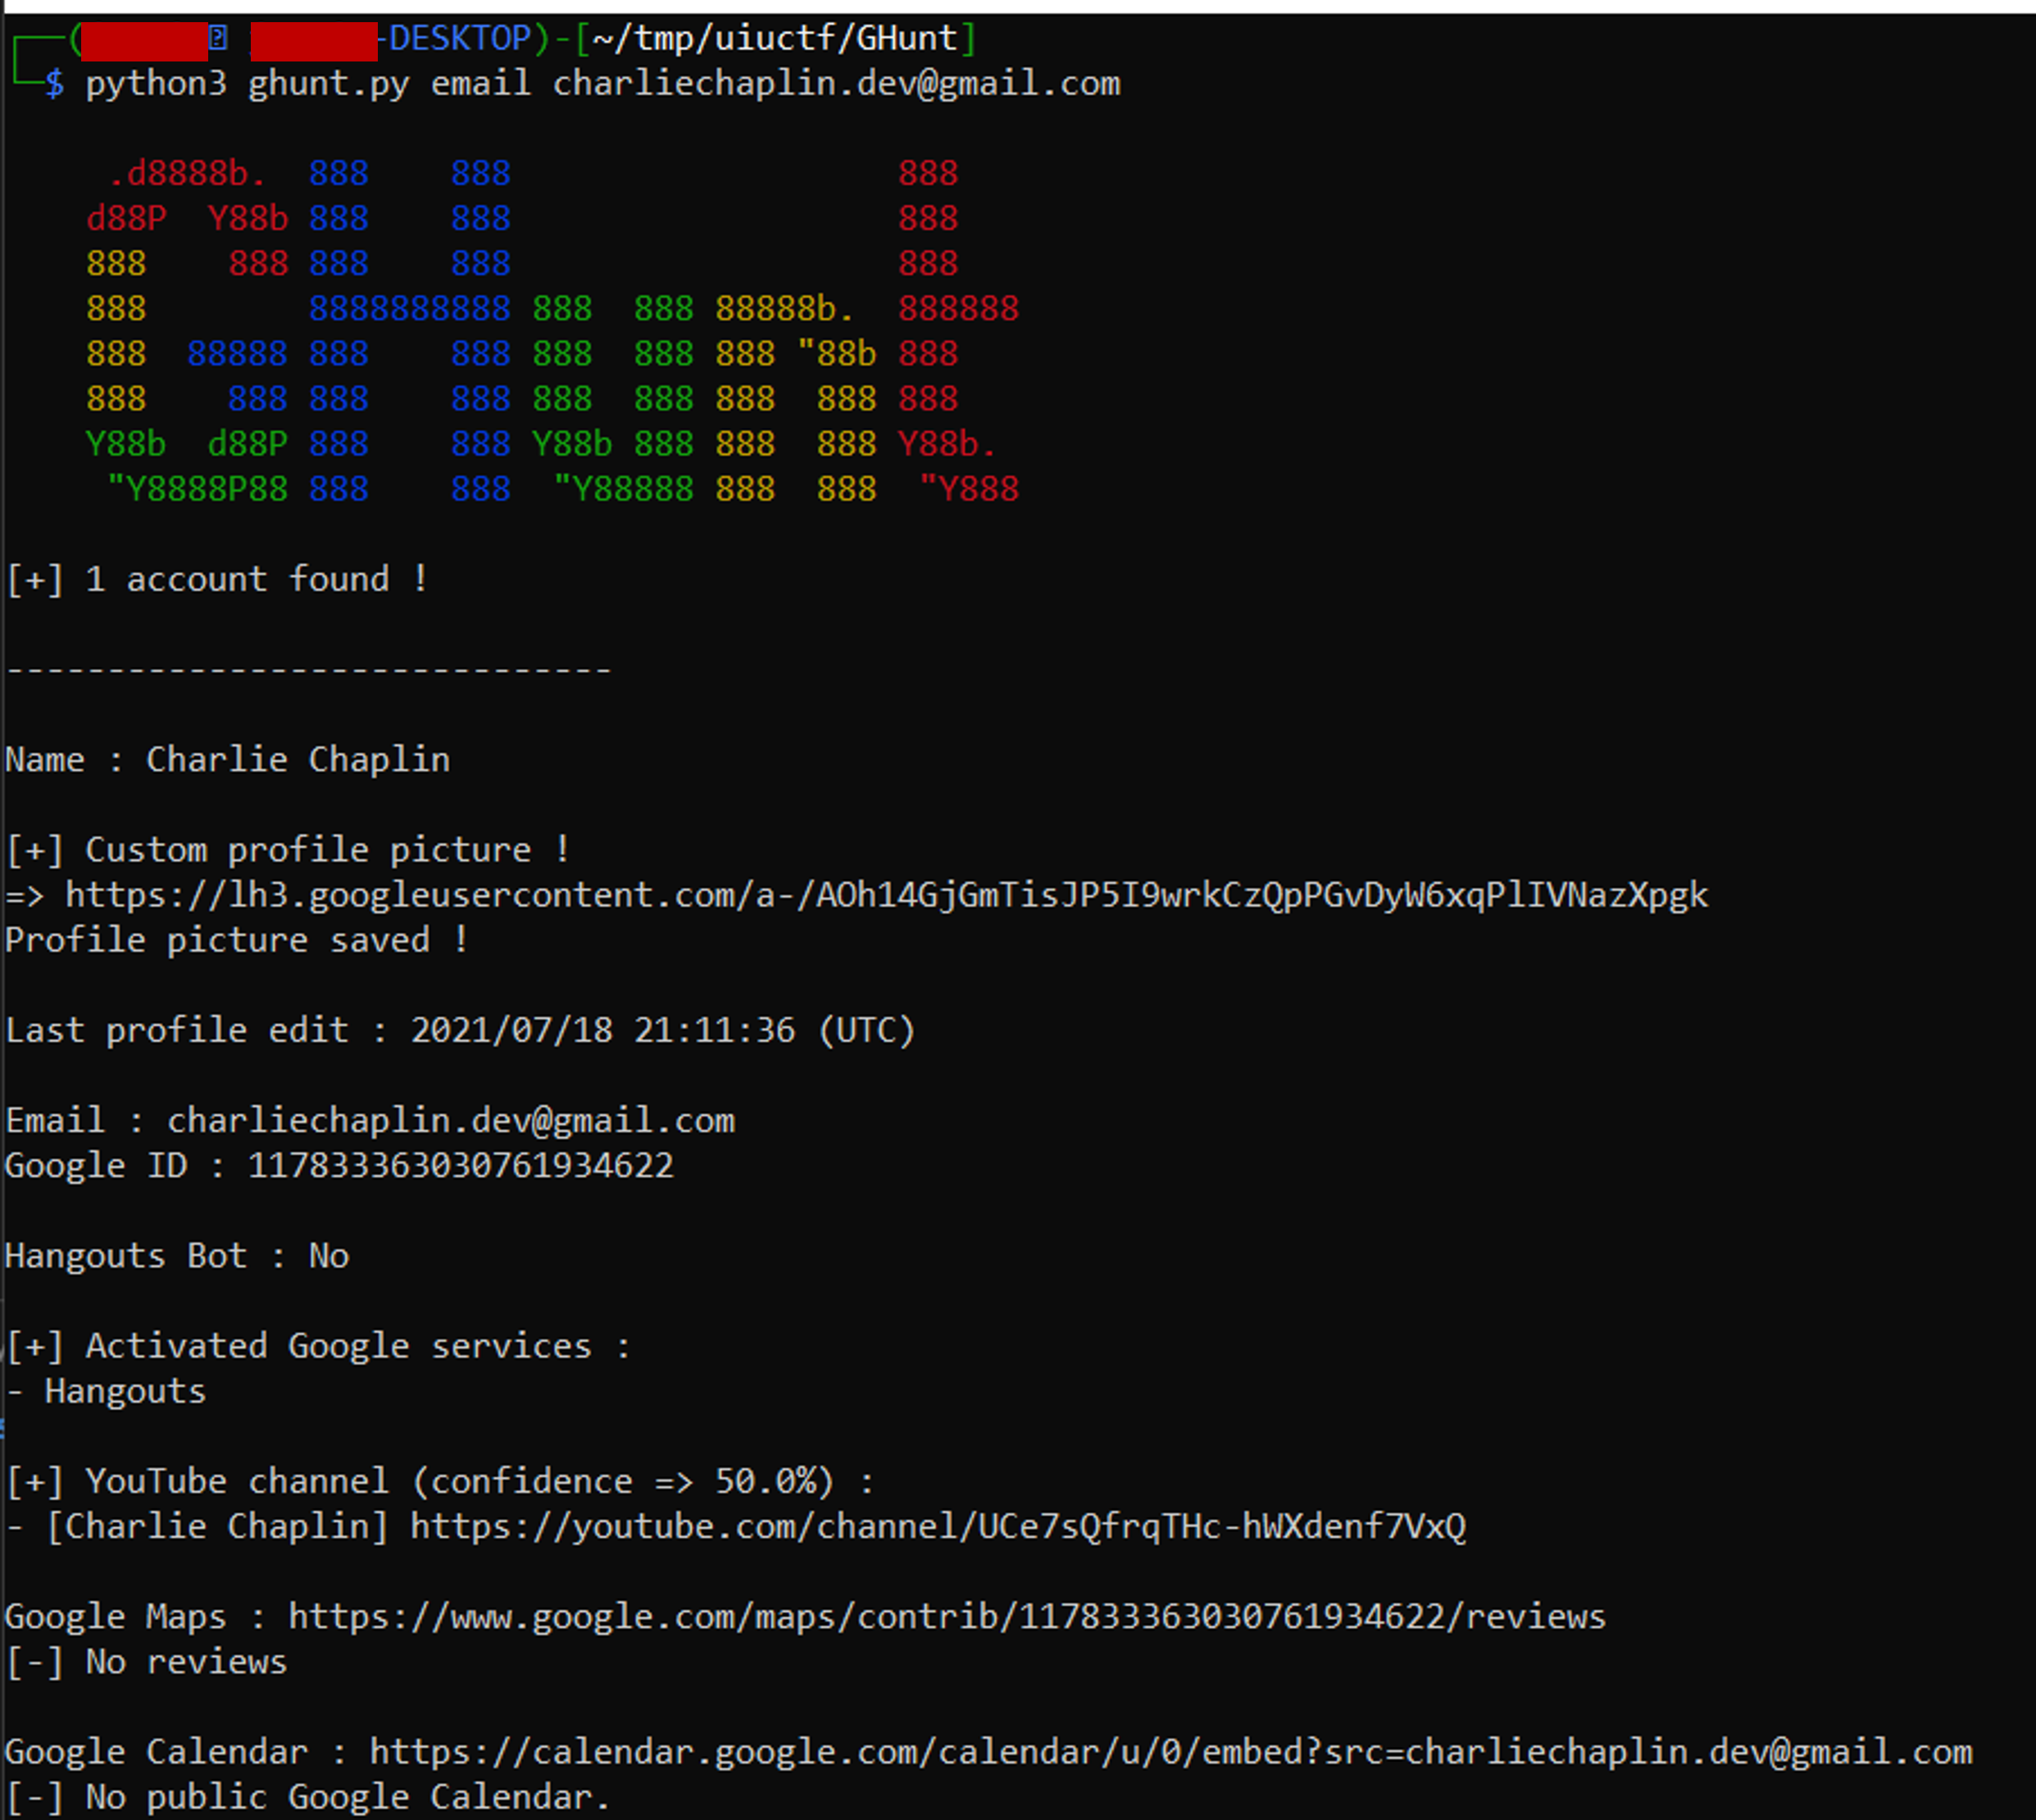 -DESKTOP)-[~/tmp/uiuctf/GHunt]
$ python3 ghunt.py email charliechaplin.dev@gmail.com
.d8888b.  888    888                   888
d88P  Y88b 888    888                   888
888    888 888    888                   888
888        8888888888 888  888 88888b.  888888
888  88888 888    888 888  888 888 "88b 888
888    888 888    888 888  888 888  888 888
Y88b  d88P 888    888 Y88b 888 888  888 Y88b.
"Y8888P88 888    888  "Y88888 888  888  "Y888
[+] 1 account found !
------------------------------
Name : Charlie Chaplin
[+] Custom profile picture !
=> https://lh3.googleusercontent.com/a-/AOh14GjGmTisJP5I9wrkCzQpPGvDyW6xqPlIVNazXpgk
Profile picture saved !
Last profile edit : 2021/07/18 21:11:36 (UTC)
Email : charliechaplin.dev@gmail.com
Google ID : 117833363030761934622
Hangouts Bot : No
[+] Activated Google services :
- Hangouts
[+] YouTube channel (confidence => 50.0%) :
- [Charlie Chaplin] https://youtube.com/channel/UCe7sQfrqTHc-hWXdenf7VxQ
Google Maps : https://www.google.com/maps/contrib/117833363030761934622/reviews
[-] No reviews
Google Calendar : https://calendar.google.com/calendar/u/0/embed?src=charliechaplin.dev@gmail.com
[-] No public Google Calendar.